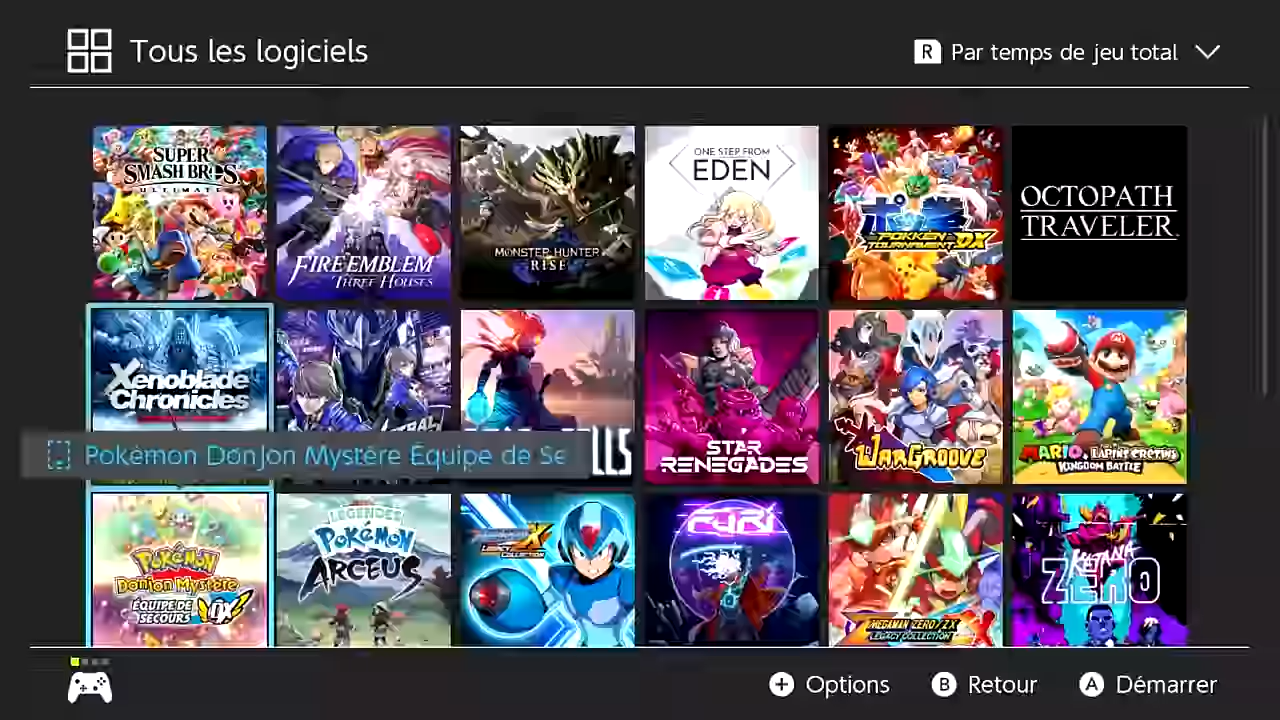 Tous les logiciels
R Par temps de jeu total
SUPER
SMASH BROS.
ULTIMATE
FIRE EMBLEM
THREE HOUSES
MONSTER HUNTER
RISE
ONE STEP FROM
EDEN
POKKÉN
TOURNAMENT DX
OCTOPATH
TRAVELER
Xenoblade
Chronicles
STAR
RENEGADES
WARGROOVE
MARIO LAPINS CRÉTINS
KINGDOM BATTLE
Pokémon Donjon Mystère Équipe de Se
POKÉMON
Donjon Mystère
ÉQUIPE DE
SECOURS DX
LÉGENDES
POKÉMON
ARCEUS
X
LEGACY COLLECTION
FURI
MEGAMAN ZERO/ZX
LEGACY COLLECTION
KATANA
ZERO
+ Options
B Retour
A Démarrer